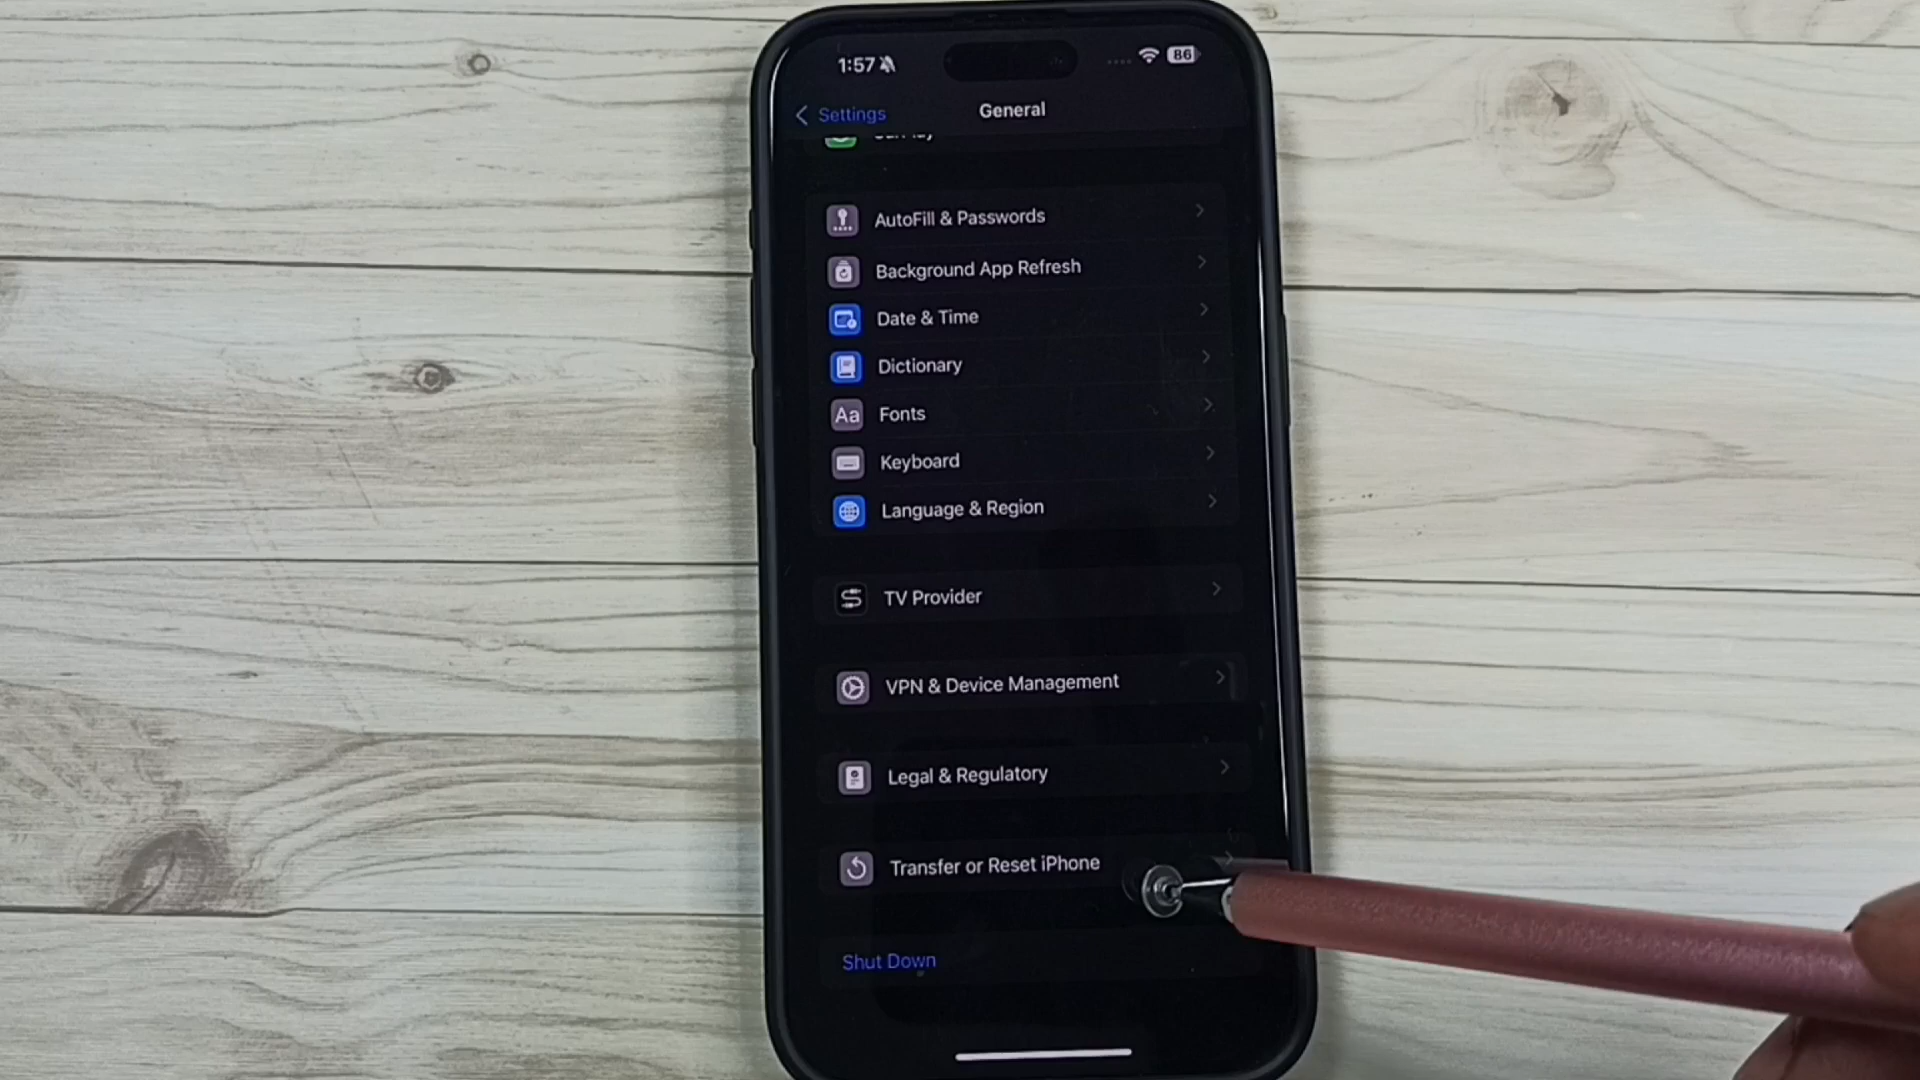 1:57
86
Settings
General
AutoFill & Passwords
Background App Refresh
Date & Time
Dictionary
Aa Fonts
Keyboard
Language & Region
TV Provider
VPN & Device Management
Legal & Regulatory
Transfer or Reset iPhone
Shut Down